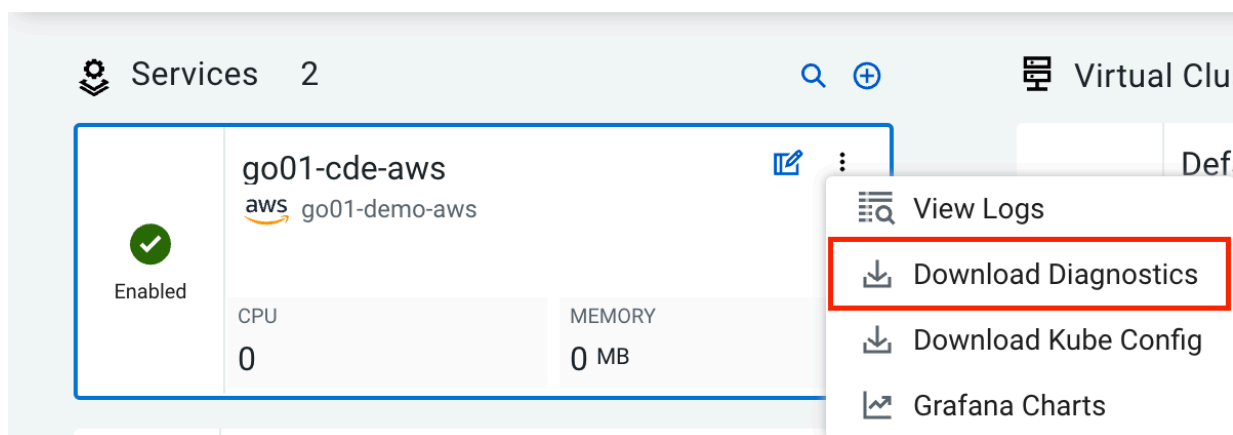 Services 2
Virtual Clu
go01-cde-aws
aws go01-demo-aws
Enabled
CPU
0
MEMORY
0 MB
Def
View Logs
Download Diagnostics
Download Kube Config
Grafana Charts